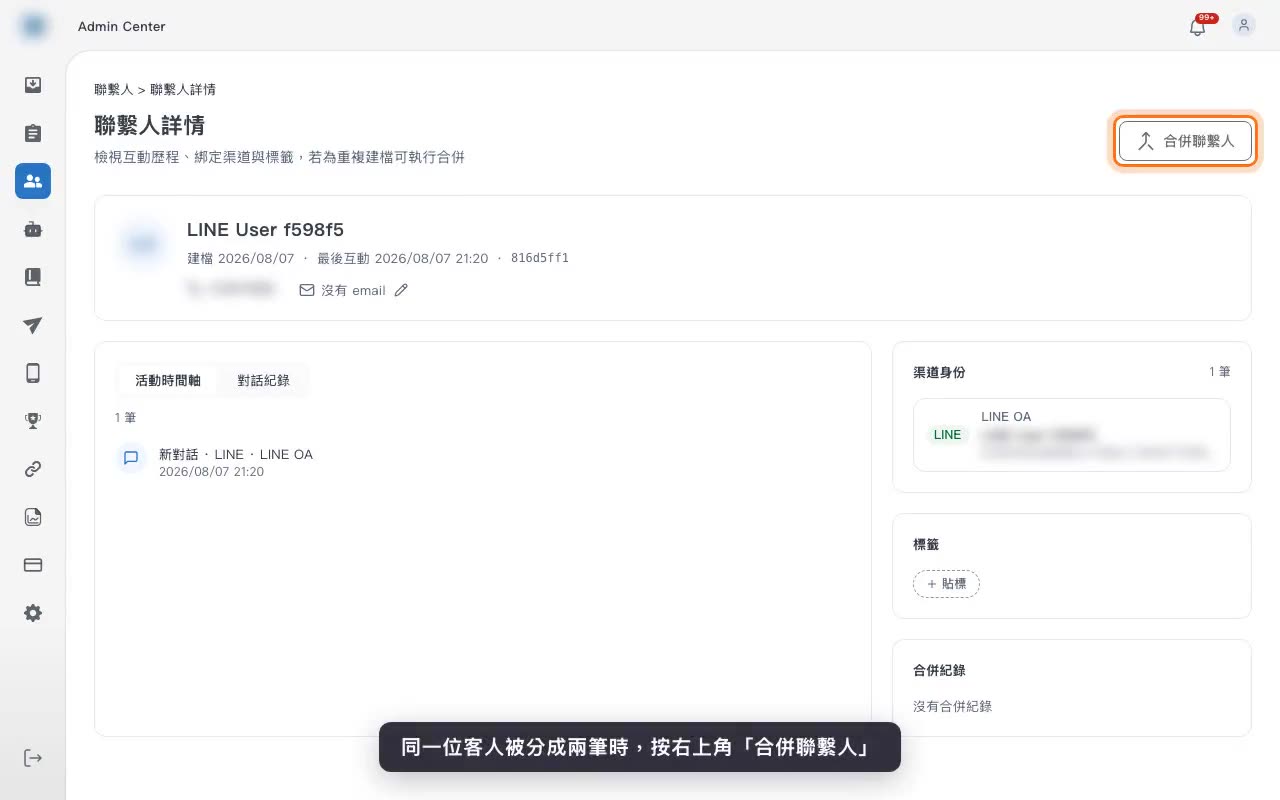 Admin Center
99+
聯繫人 > 聯繫人詳情
聯繫人詳情
檢視互動歷程、綁定渠道與標籤，若為重複建檔可執行合併
合併聯繫人
LINE User f598f5
建檔 2026/08/07 · 最後互動 2026/08/07 21:20 · 816d5ff1
沒有 email
活動時間軸 對話紀錄
1 筆
新對話 · LINE · LINE OA
2026/08/07 21:20
渠道身份 1 筆
LINE OA
LINE
標籤
+ 貼標
合併紀錄
沒有合併紀錄
同一位客人被分成兩筆時，按右上角「合併聯繫人」